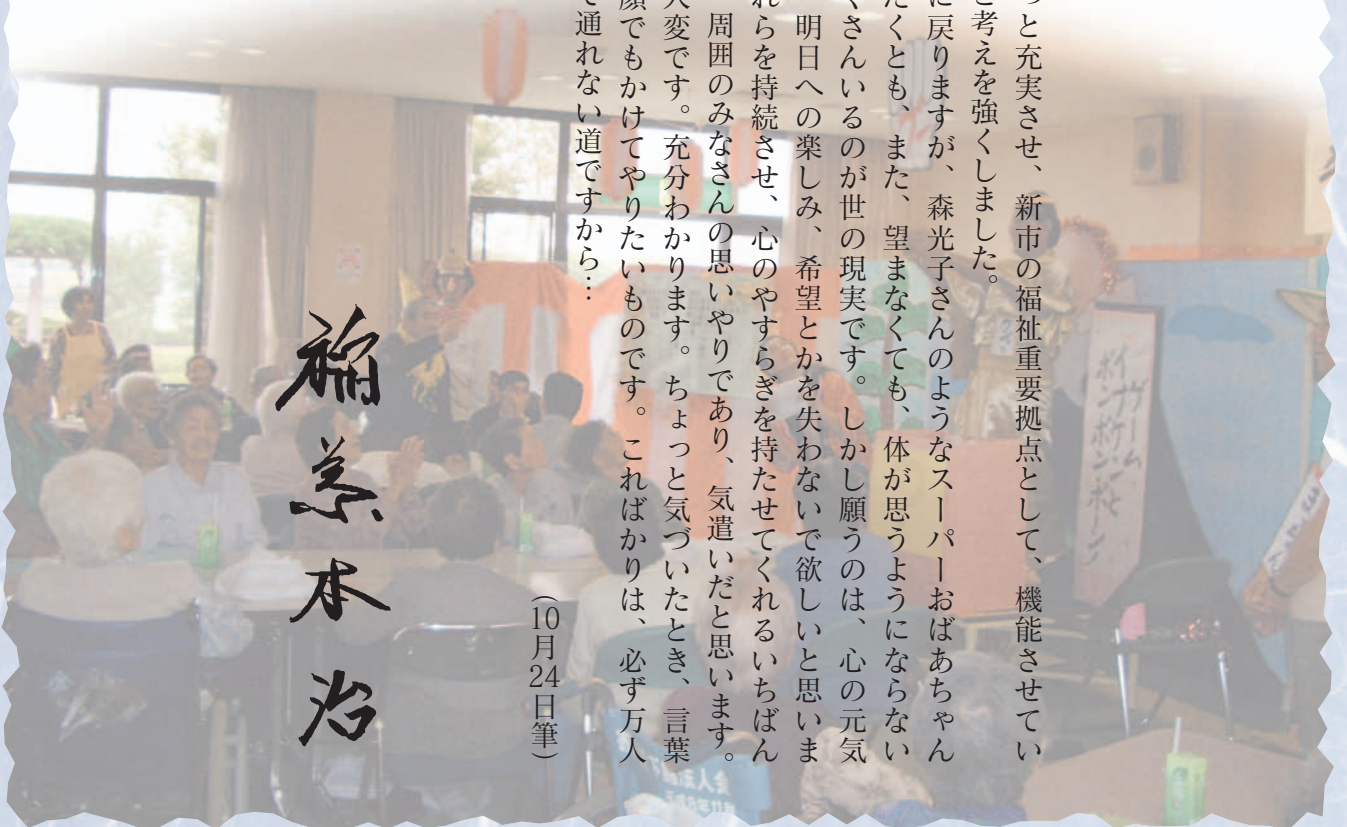 っと充実させ、新市の福祉重要拠点として、機能させてい
と考えを強くしました。
に戻りますが、森光子さんのようなスーパーおばあちゃん
たくとも、また、望まなくても、体が思うようにならない
くさんいるのが世の現実です。しかし願うのは、心の元気
明日への楽しみ、希望とかを失わないで欲しいと思いま
れらを持続させ、心のやすらぎを持たせてくれるいちばん
周囲のみなさんの思いやりであり、気遣いだと思います。
大変です。充分わかります。ちょっと気づいたとき、言葉
顔でもかけてやりたいものです。こればかりは、必ず万人
で通れない道ですから…
(10月24日筆)
稲葉本治